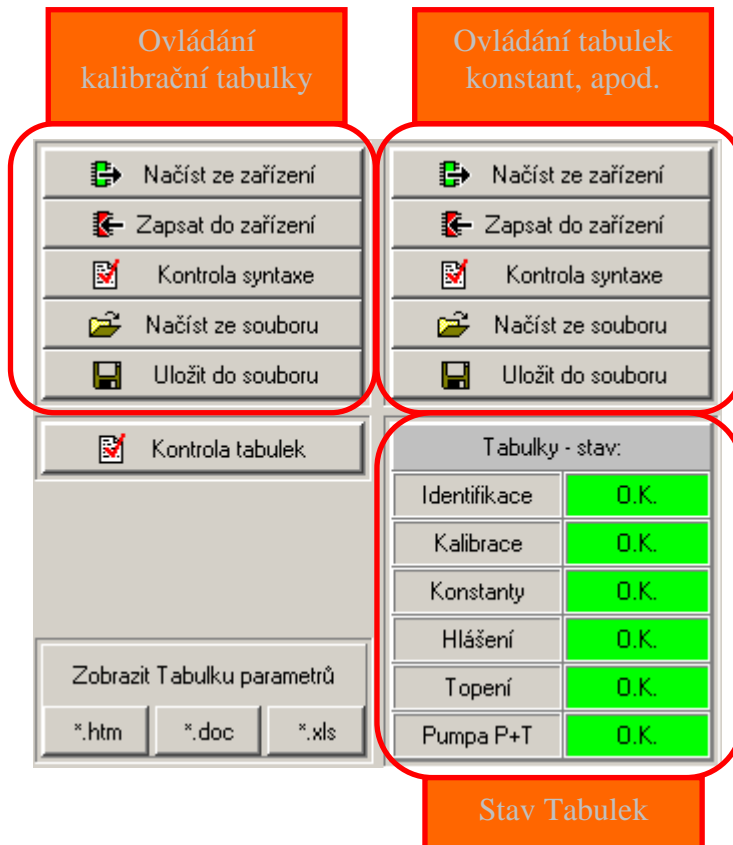 Ovládání
kalibrační tabulky
Ovládání tabulek
konstant, apod.
Načíst ze zařízení
Zapsat do zařízení
Kontrola syntaxe
Načíst ze souboru
Uložit do souboru
Načíst ze zařízení
Zapsat do zařízení
Kontrola syntaxe
Načíst ze souboru
Uložit do souboru
Kontrola tabulek
Zobrazit Tabulku parametrů
*.htm *.doc *.xls
Tabulky - stav:
Identifikace O.K.
Kalibrace O.K.
Konstanty O.K.
Hlášení O.K.
Topení O.K.
Pumpa P+T O.K.
Stav Tabulek